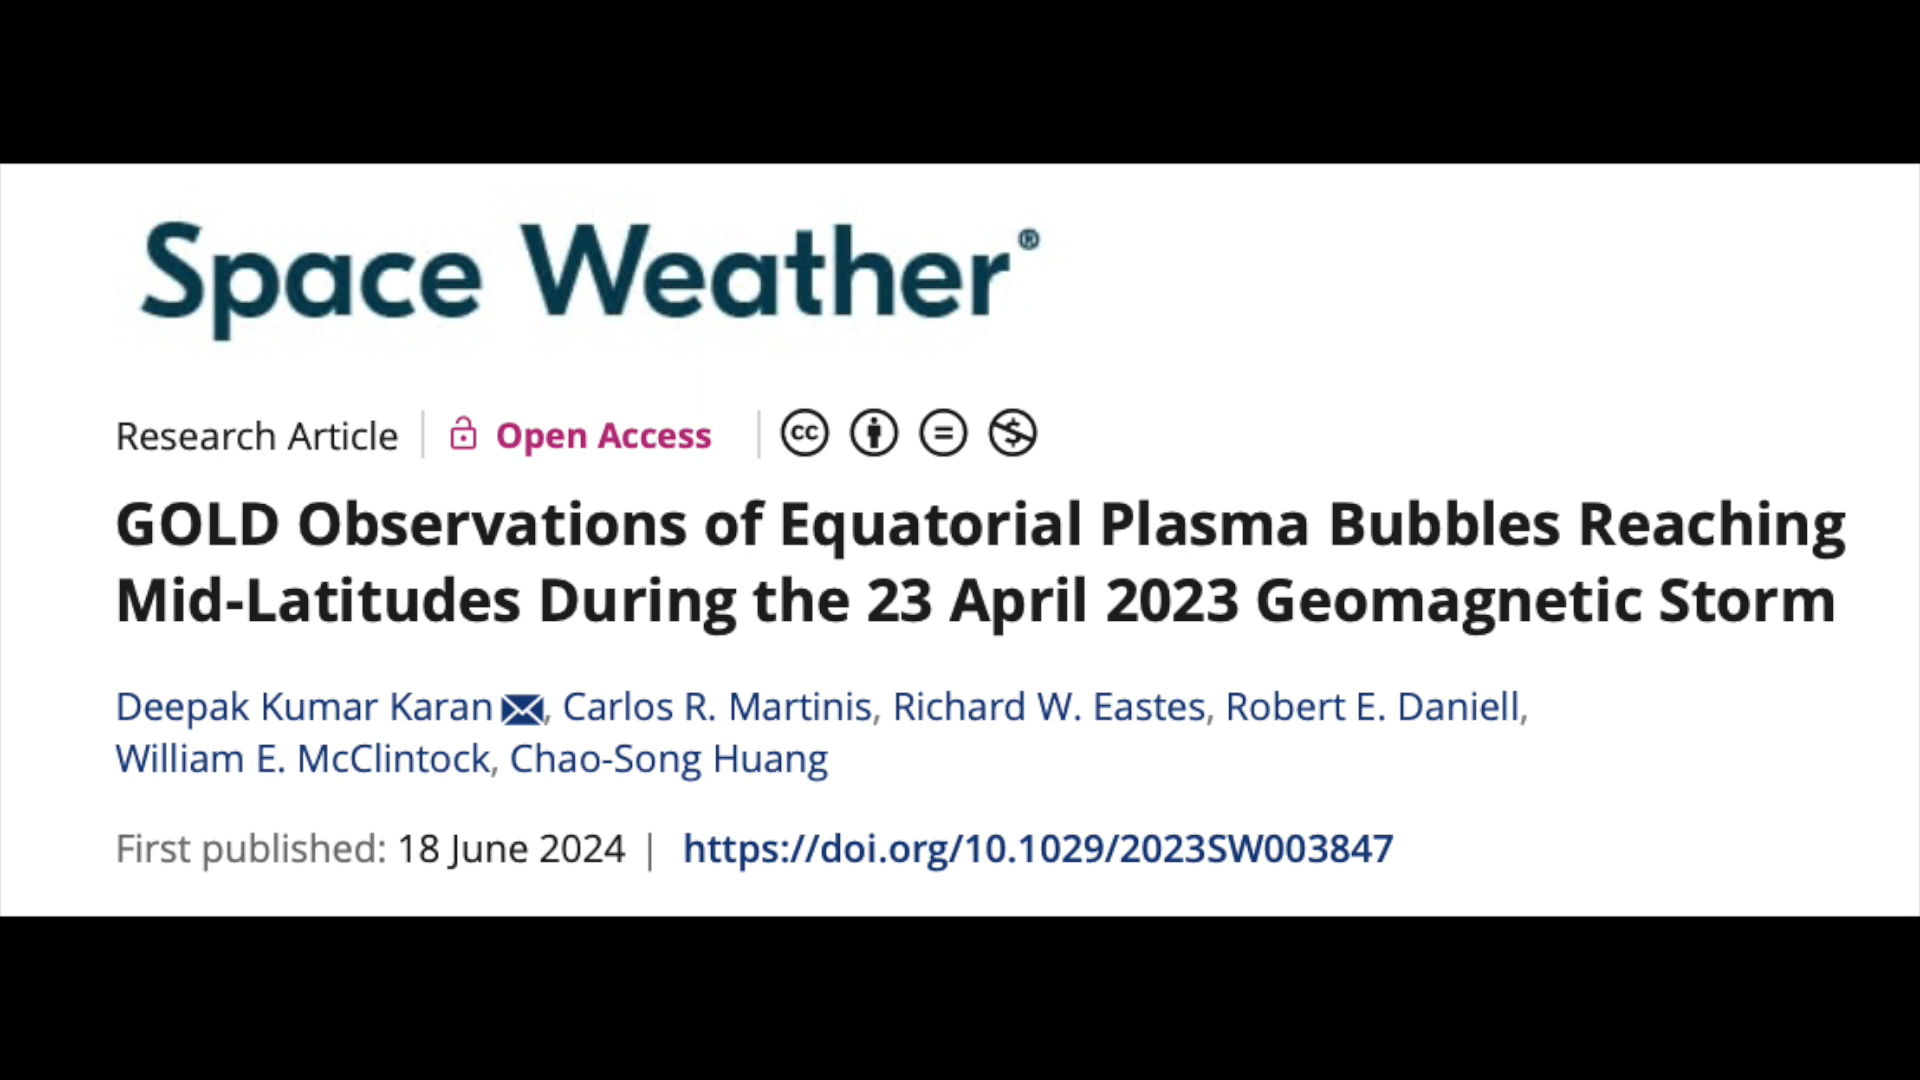 Space Weather®
Research Article | Open Access
GOLD Observations of Equatorial Plasma Bubbles Reaching
Mid-Latitudes During the 23 April 2023 Geomagnetic Storm
Deepak Kumar Karan, Carlos R. Martinis, Richard W. Eastes, Robert E. Daniell,
William E. McClintock, Chao-Song Huang
First published: 18 June 2024 | https://doi.org/10.1029/2023SW003847